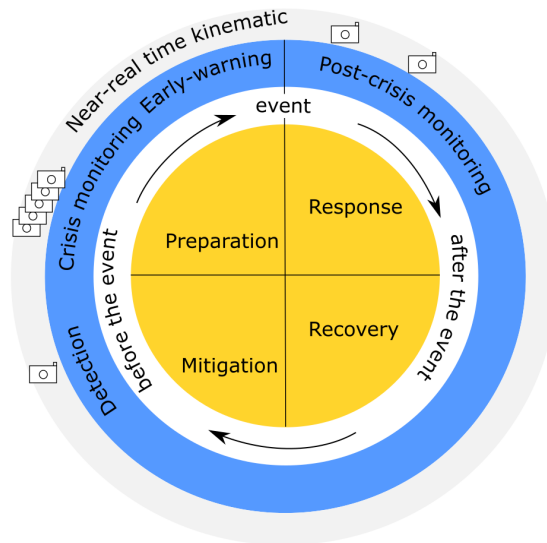 Near-real time kinematic
Early-warning
Post-crisis monitoring
Crisis monitoring
Detection
event
before the event
after the event
Preparation
Response
Mitigation
Recovery